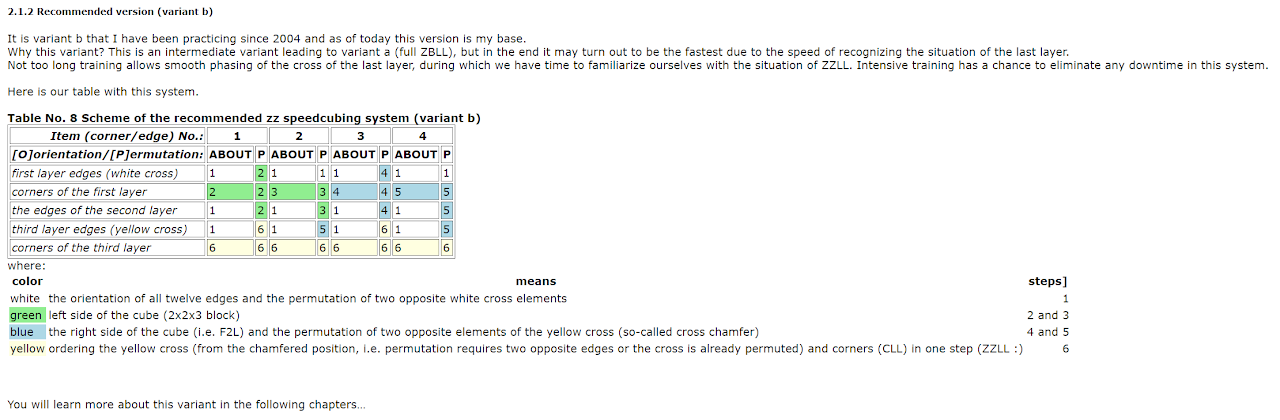 2.1.2 Recommended version (variant b)
It is variant b that I have been practicing since 2004 and as of today this version is my base.
Why this variant? This is an intermediate variant leading to variant a (full ZBLL), but in the end it may turn out to be the fastest due to the speed of recognizing the situation of the last layer.
Not too long training allows smooth phasing of the cross of the last layer, during which we have time to familiarize ourselves with the situation of ZZLL. Intensive training has a chance to eliminate any downtime in this system.
Here is our table with this system.
Table No. 8 Scheme of the recommended zz speedcubing system (variant b)
Item (corner/edge) No.: 1 2 3 4
[O]orientation/[P]ermutation: ABOUT P ABOUT P ABOUT P ABOUT P
first layer edges (white cross) 1 2 1 1 1 4 1 1
corners of the first layer 2 2 3 3 4 4 5 5
the edges of the second layer 1 2 1 3 1 4 1 5
third layer edges (yellow cross) 1 6 1 5 1 6 1 5
corners of the third layer 6 6 6 6 6 6 6 6
where:
color means steps]
white the orientation of all twelve edges and the permutation of two opposite white cross elements 1
green left side of the cube (2x2x3 block) 2 and 3
blue the right side of the cube (i.e. F2L) and the permutation of two opposite elements of the yellow cross (so-called cross chamfer) 4 and 5
yellow ordering the yellow cross (from the chamfered position, i.e. permutation requires two opposite edges or the cross is already permuted) and corners (CLL) in one step (ZZLL :) 6
You will learn more about this variant in the following chapters...